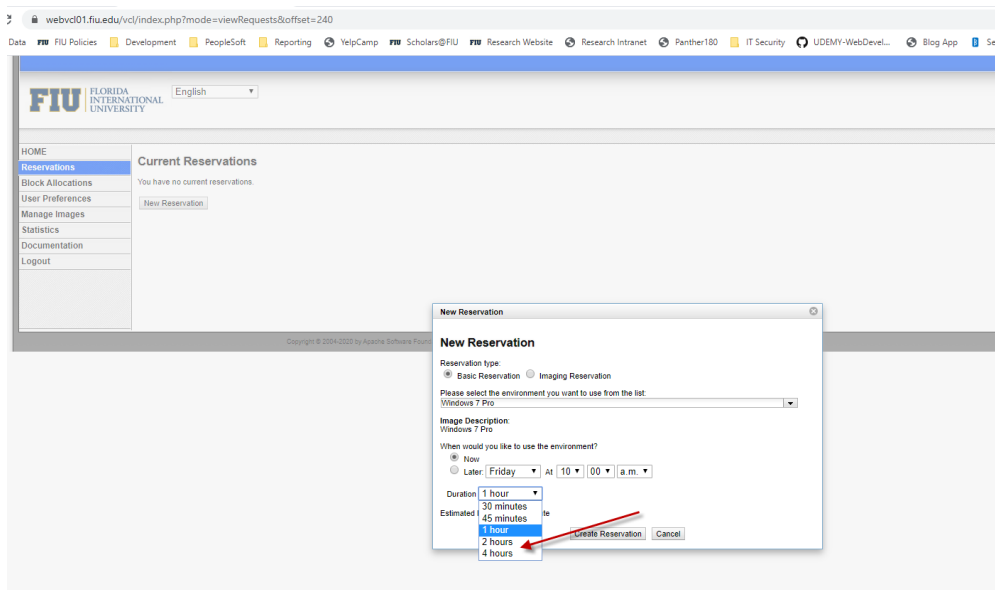 webvcl01.fiu.edu/vcl/index.php?mode=viewRequests&offset=240
Data FIU FIU Policies Development PeopleSoft Reporting YelpCamp FIU Scholars@FIU FIU Research Website Research Intranet Panther180 IT Security UDEMY-WebDevel... Blog App Se
FIU FLORIDA INTERNATIONAL UNIVERSITY English
HOME
Reservations
Block Allocations
User Preferences
Manage Images
Statistics
Documentation
Logout
Current Reservations
You have no current reservations.
New Reservation
Copyright © 2004-2020 by Apache Software
New Reservation
New Reservation
Reservation type:
Basic Reservation Imaging Reservation
Please select the environment you want to use from the list:
Windows 7 Pro
Image Description:
Windows 7 Pro
When would you like to use the environment?
Now
Later: Friday At 10 00 a.m.
Duration 1 hour
30 minutes
Estimated
45 minutes
1 hour
2 hours
4 hours
Create Reservation Cancel